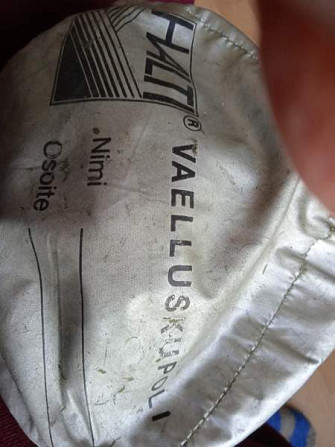 HALTI®
VAELLUSKUPOLI
Nimi
Osoite